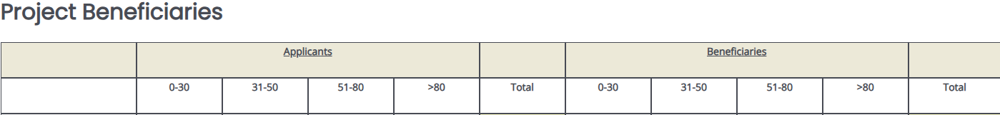 Project Beneficiaries
Applicants Beneficiaries
0-30 31-50 51-80 >80 Total 0-30 31-50 51-80 >80 Total